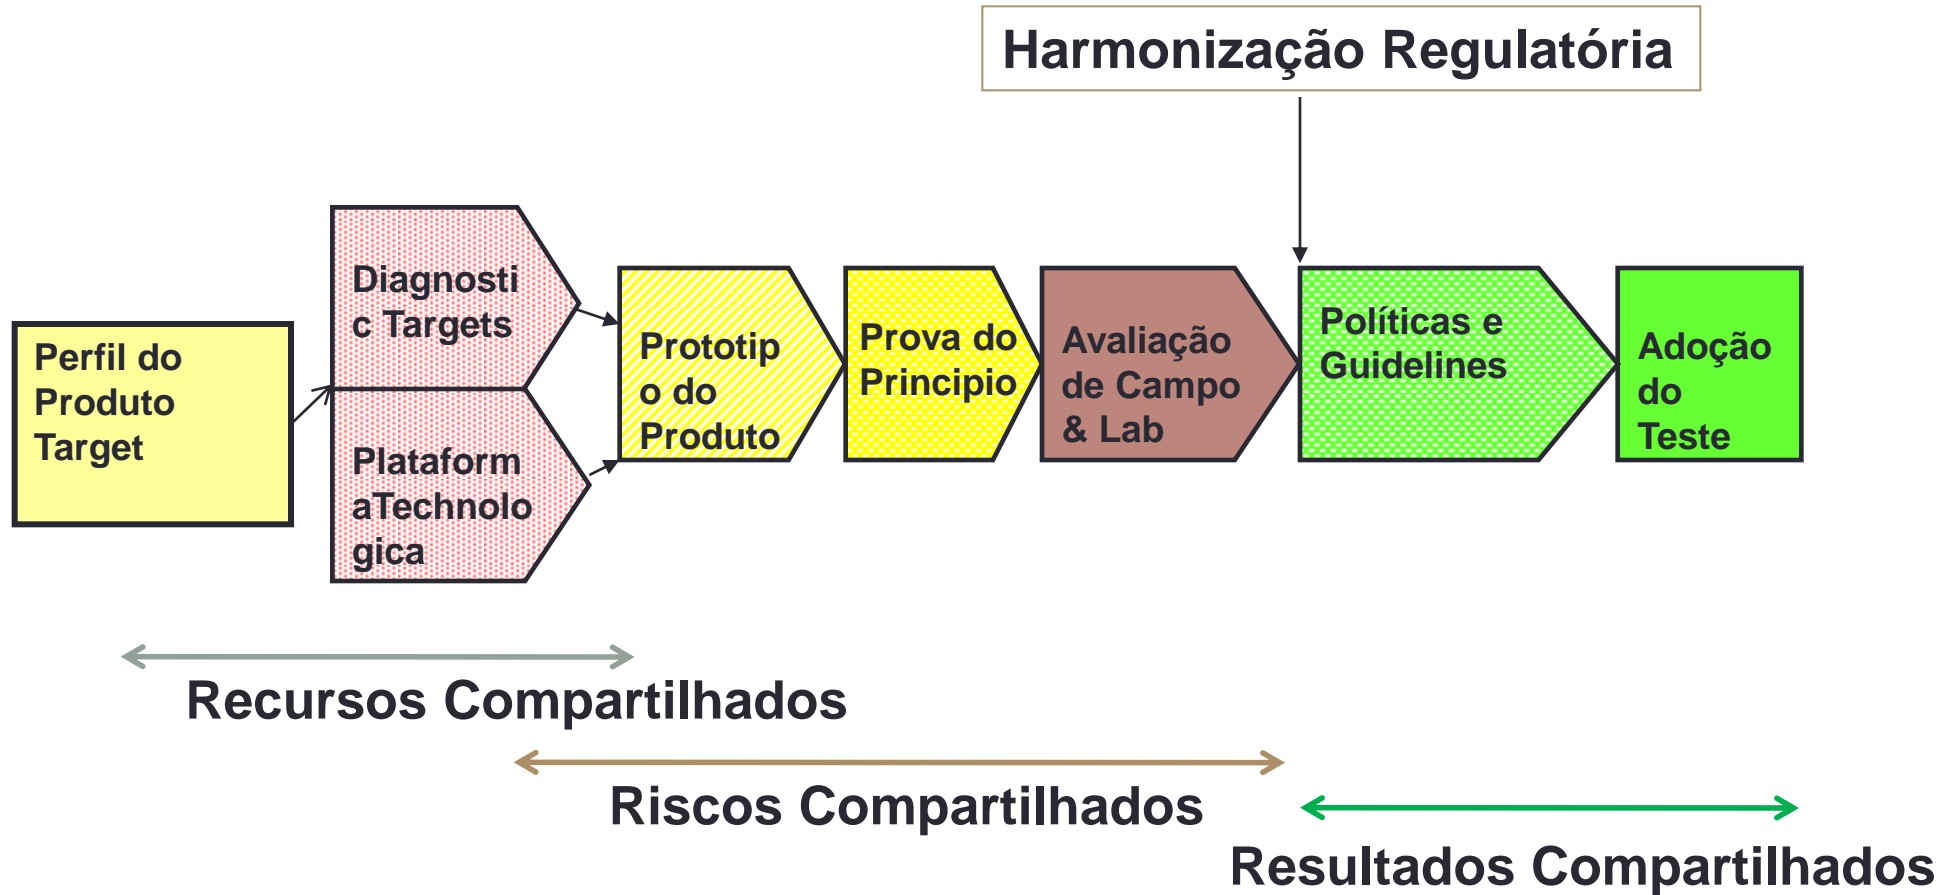 Harmonização Regulatória
Perfil do
Produto
Target
Diagnosti
c Targets
Plataform
aTechnolo
gica
Prototip
o do
Produto
Prova do
Principio
Avaliação
de Campo
& Lab
Políticas e
Guidelines
Adoção
do
Teste
Recursos Compartilhados
Riscos Compartilhados
Resultados Compartilhados